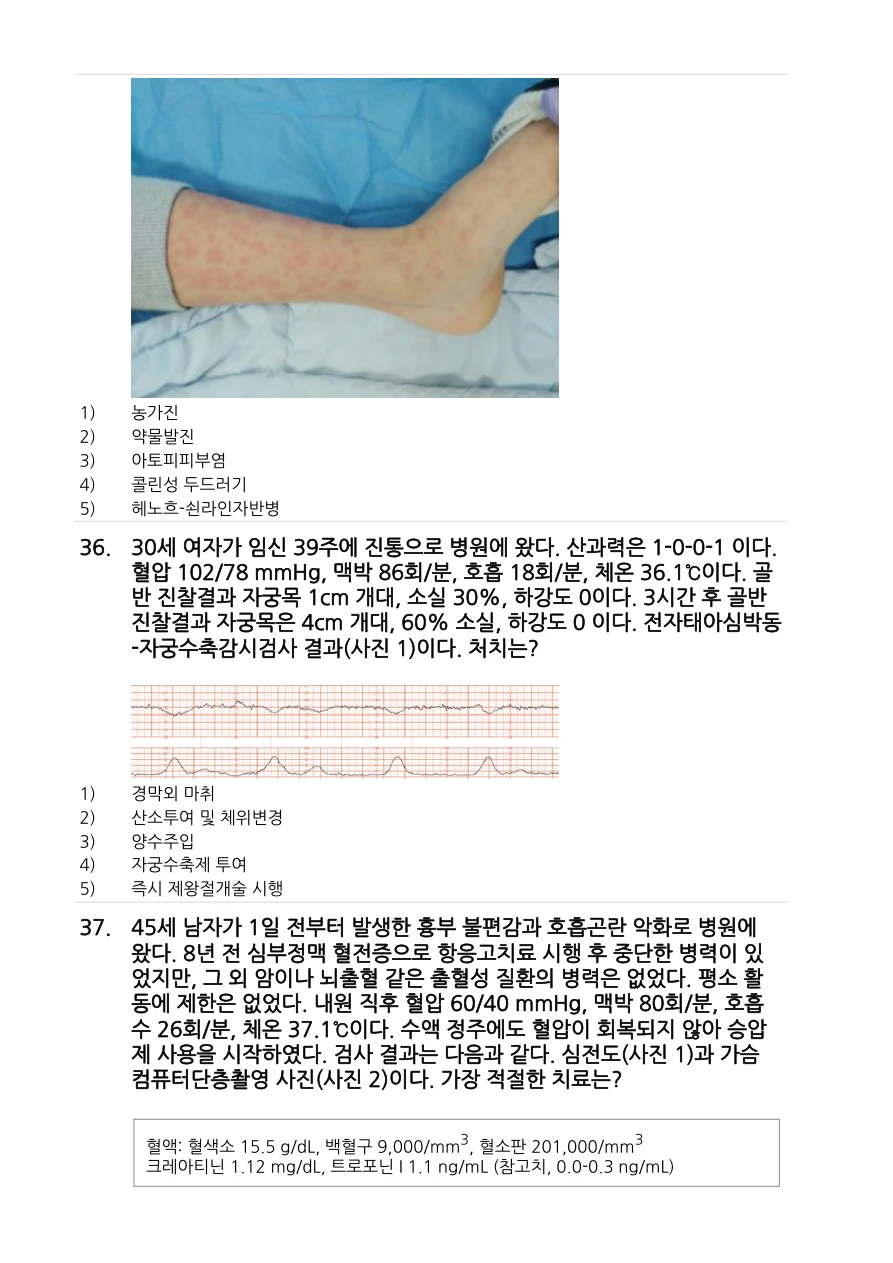 1) 농가진
2) 약물발진
3) 아토피피부염
4) 콜린성 두드러기
5) 헤노흐-쇤라인자반병
36. 30세 여자가 임신 39주에 진통으로 병원에 왔다. 산과력은 1-0-0-1 이다.
혈압 102/78 mmHg, 맥박 86회/분, 호흡 18회/분, 체온 36.1℃이다. 골
반 진찰결과 자궁목 1cm 개대, 소실 30%, 하강도 0이다. 3시간 후 골반
진찰결과 자궁목은 4cm 개대, 60% 소실, 하강도 0 이다. 전자태아심박동
-자궁수축감시검사 결과(사진 1)이다. 처치는?
1) 경막외 마취
2) 산소투여 및 체위변경
3) 양수주입
4) 자궁수축제 투여
5) 즉시 제왕절개술 시행
37. 45세 남자가 1일 전부터 발생한 흉부 불편감과 호흡곤란 악화로 병원에
왔다. 8년 전 심부정맥 혈전증으로 항응고치료 시행 후 중단한 병력이 있
었지만, 그 외 암이나 뇌출혈 같은 출혈성 질환의 병력은 없었다. 평소 활
동에 제한은 없었다. 내원 직후 혈압 60/40 mmHg, 맥박 80회/분, 호흡
수 26회/분, 체온 37.1℃이다. 수액 정주에도 혈압이 회복되지 않아 승압
제 사용을 시작하였다. 검사 결과는 다음과 같다. 심전도(사진 1)과 가슴
컴퓨터단층촬영 사진(사진 2)이다. 가장 적절한 치료는?
혈액: 혈색소 15.5 g/dL, 백혈구 9,000/mm³, 혈소판 201,000/mm³
크레아티닌 1.12 mg/dL, 트로포닌 I 1.1 ng/mL (참고치, 0.0-0.3 ng/mL)